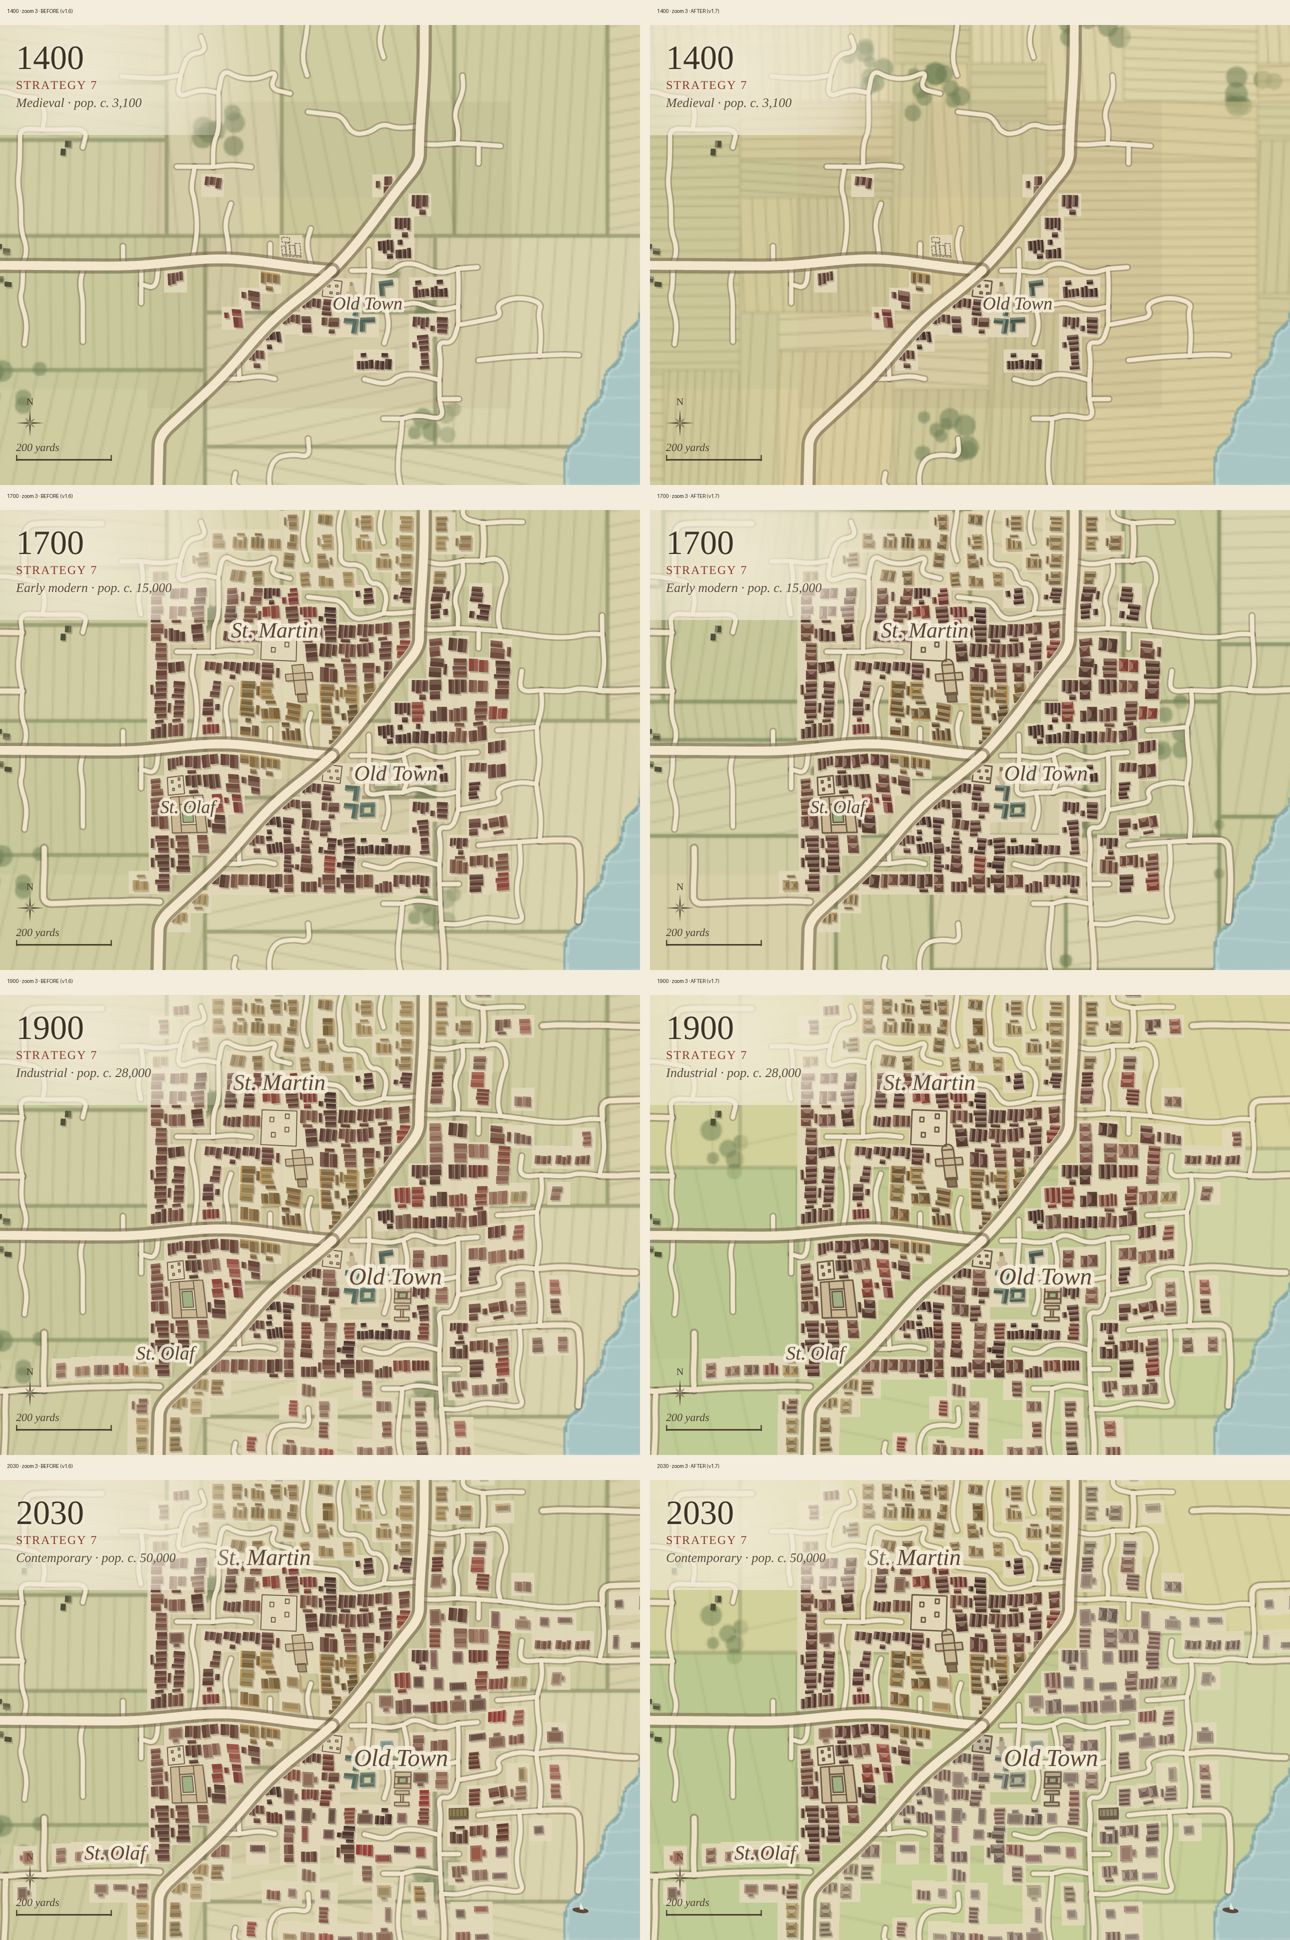 1400 · zoom 3 · BEFORE (v1.6)
1400
STRATEGY 7
Medieval · pop. c. 3,100
Old Town
N
200 yards
1400 · zoom 3 · AFTER (v1.7)
1400
STRATEGY 7
Medieval · pop. c. 3,100
Old Town
N
200 yards
1700 · zoom 3 · BEFORE (v1.6)
1700
STRATEGY 7
Early modern · pop. c. 15,000
St. Martin
Old Town
St. Olaf
N
200 yards
1700 · zoom 3 · AFTER (v1.7)
1700
STRATEGY 7
Early modern · pop. c. 15,000
St. Martin
Old Town
St. Olaf
N
200 yards
1900 · zoom 3 · BEFORE (v1.6)
1900
STRATEGY 7
Industrial · pop. c. 28,000
St. Martin
Old Town
St. Olaf
N
200 yards
1900 · zoom 3 · AFTER (v1.7)
1900
STRATEGY 7
Industrial · pop. c. 28,000
St. Martin
Old Town
St. Olaf
N
200 yards
2030 · zoom 3 · BEFORE (v1.6)
2030
STRATEGY 7
Contemporary · pop. c. 50,000
St. Martin
Old Town
St. Olaf
N
200 yards
2030 · zoom 3 · AFTER (v1.7)
2030
STRATEGY 7
Contemporary · pop. c. 50,000
St. Martin
Old Town
St. Olaf
N
200 yards